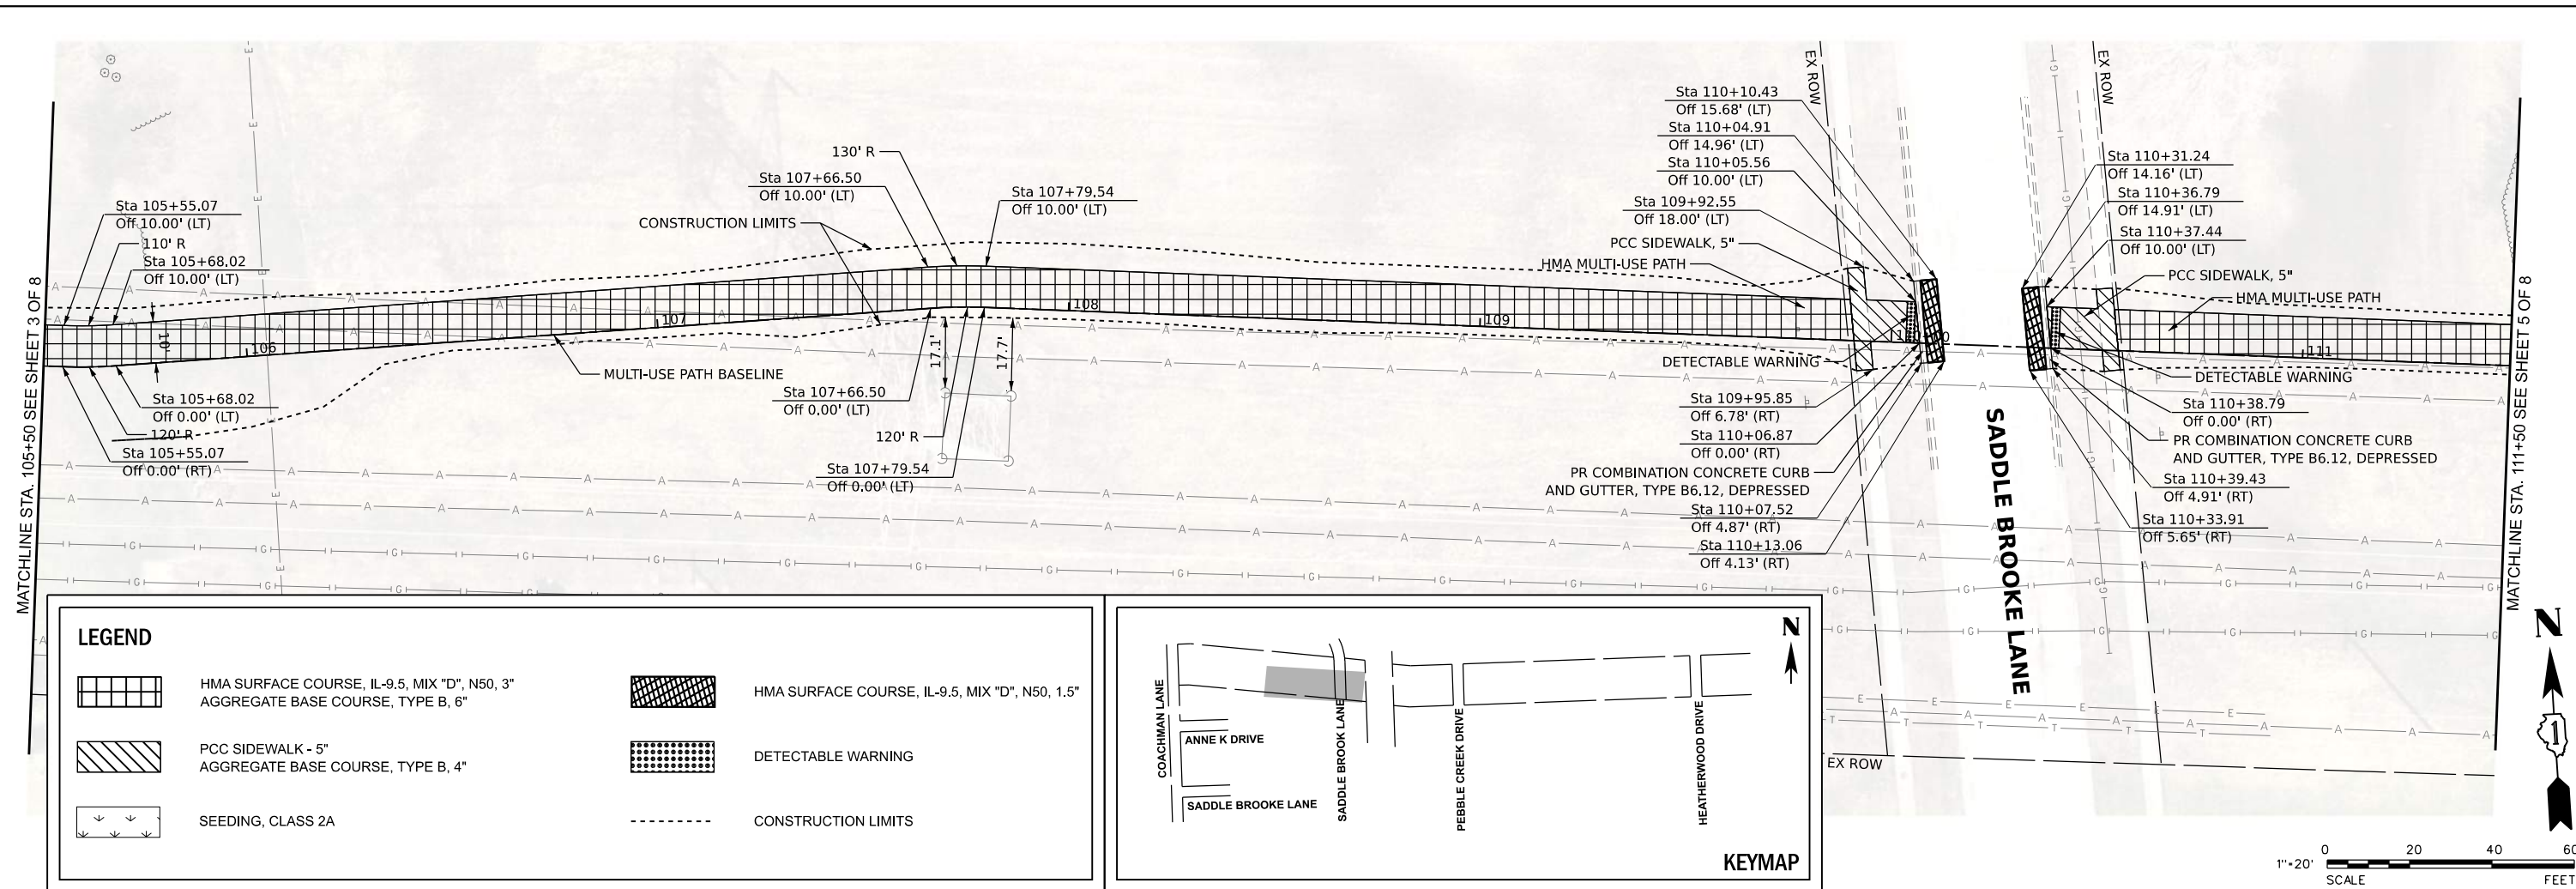 MATCHLINE STA. 105+50 SEE SHEET 3 OF 8
Sta 105+55.07
Off 10.00' (LT)
110' R
Sta 105+68.02
Off 10.00' (LT)
10'
106
Sta 105+68.02
Off 0.00' (LT)
120' R
Sta 105+55.07
Off 0.00' (RT)
CONSTRUCTION LIMITS
130' R
Sta 107+66.50
Off 10.00' (LT)
Sta 107+79.54
Off 10.00' (LT)
107
108
109
MULTI-USE PATH BASELINE
17.1'
17.7'
Sta 107+66.50
Off 0.00' (LT)
120' R
Sta 107+79.54
Off 0.00' (LT)
EX ROW
EX ROW
Sta 110+10.43
Off 15.68' (LT)
Sta 110+04.91
Off 14.96' (LT)
Sta 110+05.56
Off 10.00' (LT)
Sta 109+92.55
Off 18.00' (LT)
PCC SIDEWALK, 5"
HMA MULTI-USE PATH
DETECTABLE WARNING
Sta 109+95.85
Off 6.78' (RT)
Sta 110+06.87
Off 0.00' (RT)
PR COMBINATION CONCRETE CURB
AND GUTTER, TYPE B6.12, DEPRESSED
Sta 110+07.52
Off 4.87' (RT)
Sta 110+13.06
Off 4.13' (RT)
SADDLE BROOKE LANE
Sta 110+31.24
Off 14.16' (LT)
Sta 110+36.79
Off 14.91' (LT)
Sta 110+37.44
Off 10.00' (LT)
PCC SIDEWALK, 5"
HMA MULTI-USE PATH
111
DETECTABLE WARNING
Sta 110+38.79
Off 0.00' (RT)
PR COMBINATION CONCRETE CURB
AND GUTTER, TYPE B6.12, DEPRESSED
Sta 110+39.43
Off 4.91' (RT)
Sta 110+33.91
Off 5.65' (RT)
MATCHLINE STA. 111+50 SEE SHEET 5 OF 8
EX ROW
LEGEND
HMA SURFACE COURSE, IL-9.5, MIX "D", N50, 3"
AGGREGATE BASE COURSE, TYPE B, 6"
PCC SIDEWALK - 5"
AGGREGATE BASE COURSE, TYPE B, 4"
SEEDING, CLASS 2A
HMA SURFACE COURSE, IL-9.5, MIX "D", N50, 1.5"
DETECTABLE WARNING
CONSTRUCTION LIMITS
N
COACHMAN LANE
ANNE K DRIVE
SADDLE BROOKE LANE
SADDLE BROOK LANE
PEBBLE CREEK DRIVE
HEATHERWOOD DRIVE
KEYMAP
N
1
0 20 40 60
1"=20'
SCALE FEET